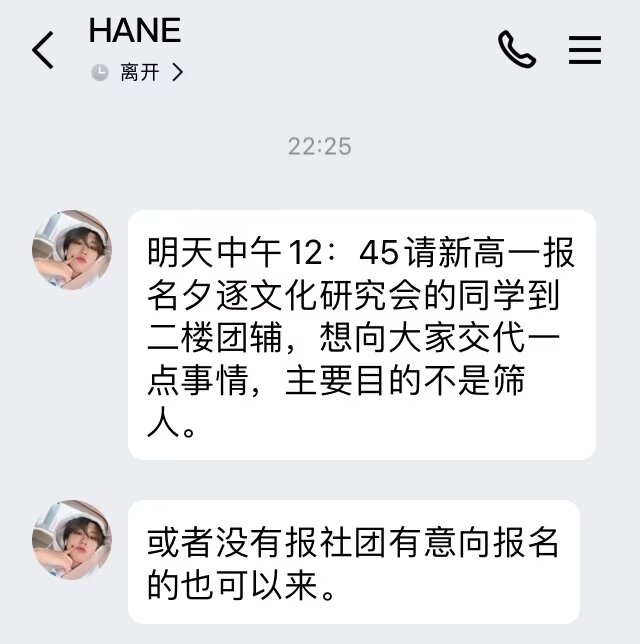 HANE
离开
22:25
明天中午12：45请新高一报
名夕逐文化研究会的同学到
二楼团辅，想向大家交代一
点事情，主要目的不是筛
人。
或者没有报社团有意向报名
的也可以来。